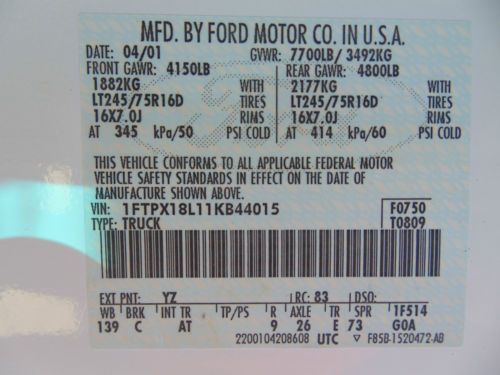 MFD. BY FORD MOTOR CO. IN U.S.A.
DATE: 04/01 GVWR: 7700LB/ 3492KG
FRONT GAWR: 4150LB REAR GAWR: 4800LB
1882KG WITH 2177KG WITH
LT245/75R16D TIRES LT245/75R16D TIRES
16X7.0J RIMS 16X7.0J RIMS
AT 345 kPa/50 PSI COLD AT 414 kPa/60 PSI COLD
THIS VEHICLE CONFORMS TO ALL APPLICABLE FEDERAL MOTOR
VEHICLE SAFETY STANDARDS IN EFFECT ON THE DATE OF
MANUFACTURE SHOWN ABOVE.
VIN: 1FTPX18L11KB44015 F0750
TYPE: TRUCK T0809
EXT PNT: YZ RC: 83 DSO:
WB BRK INT TR TP/PS R AXLE TR SPR 1F514
139 C AT 9 26 E 73 GOA
2200104208608 UTC ▽ F85B-1520472-AB